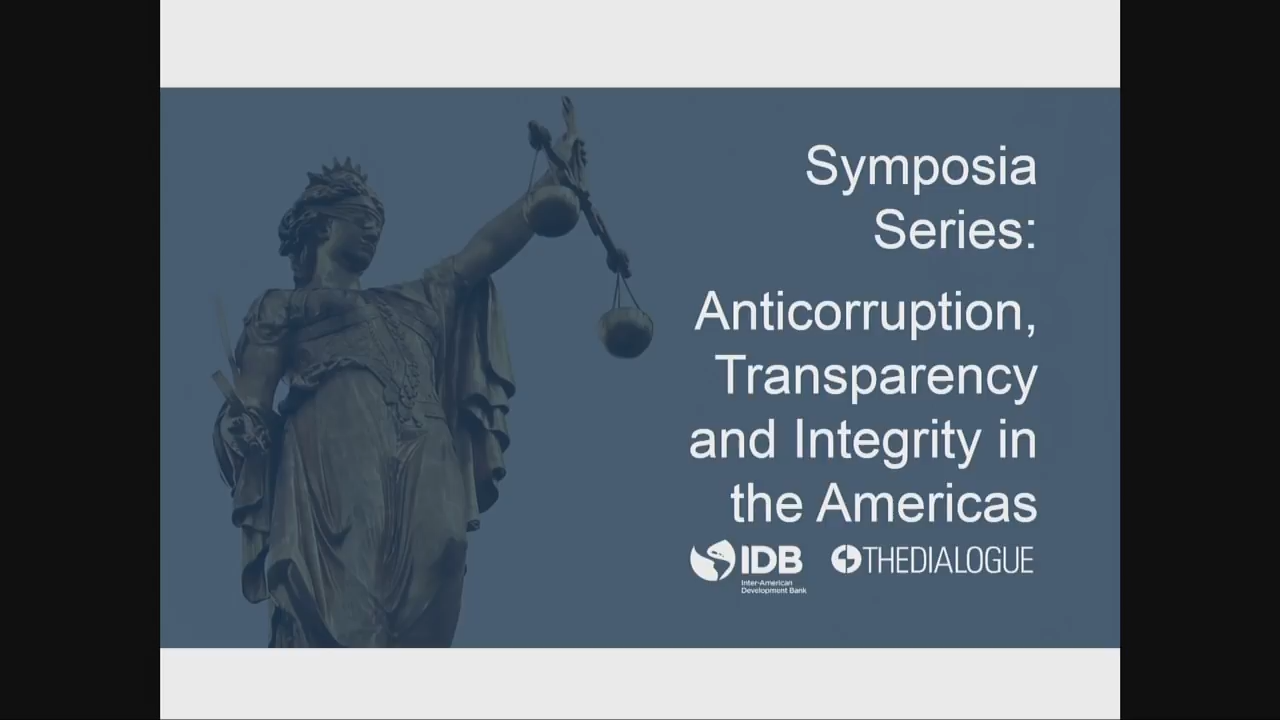 Symposia
Series:
Anticorruption,
Transparency
and Integrity in
the Americas
IDB
Inter-American
Development Bank
THEDIALOGUE